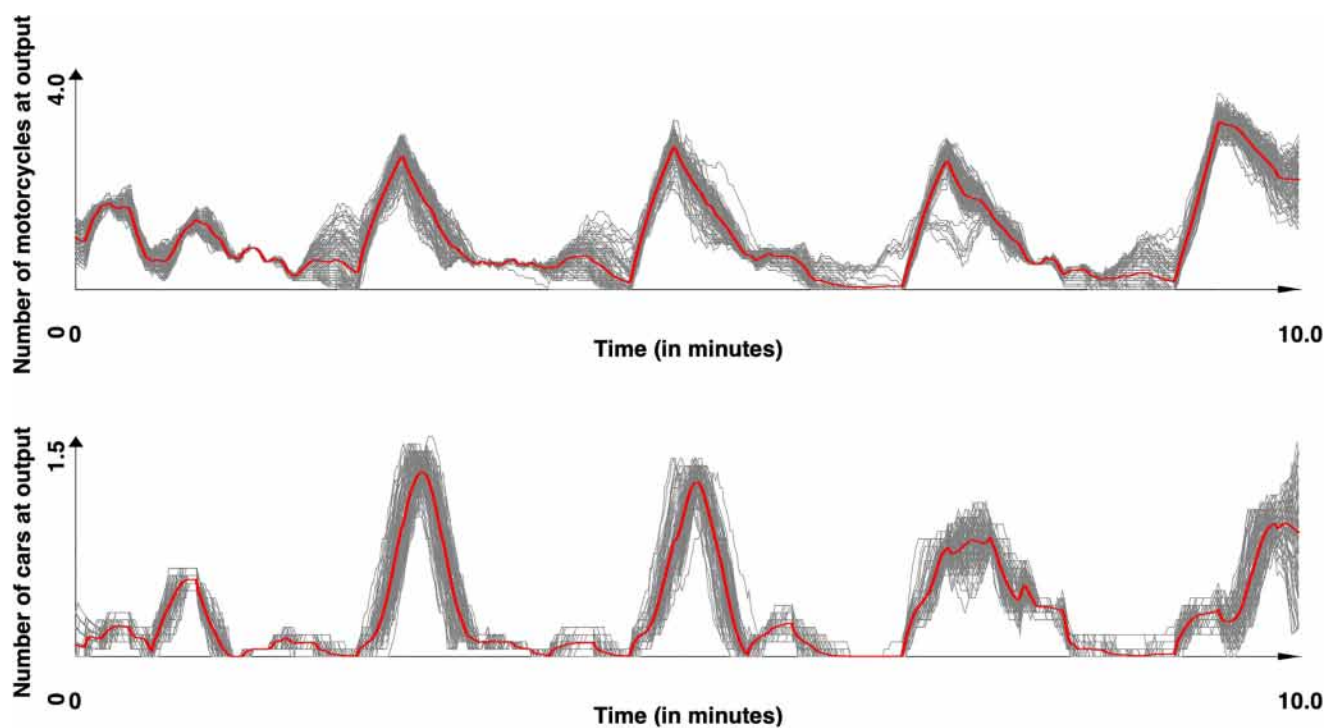 Number of motorcycles at output
4.0
0
0
Time (in minutes)
10.0
Number of cars at output
1.5
0
0
Time (in minutes)
10.0